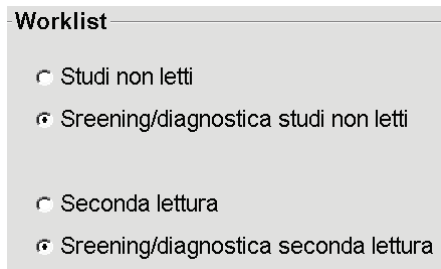 Worklist
Studi non letti
Sreening/diagnostica studi non letti
Seconda lettura
Sreening/diagnostica seconda lettura